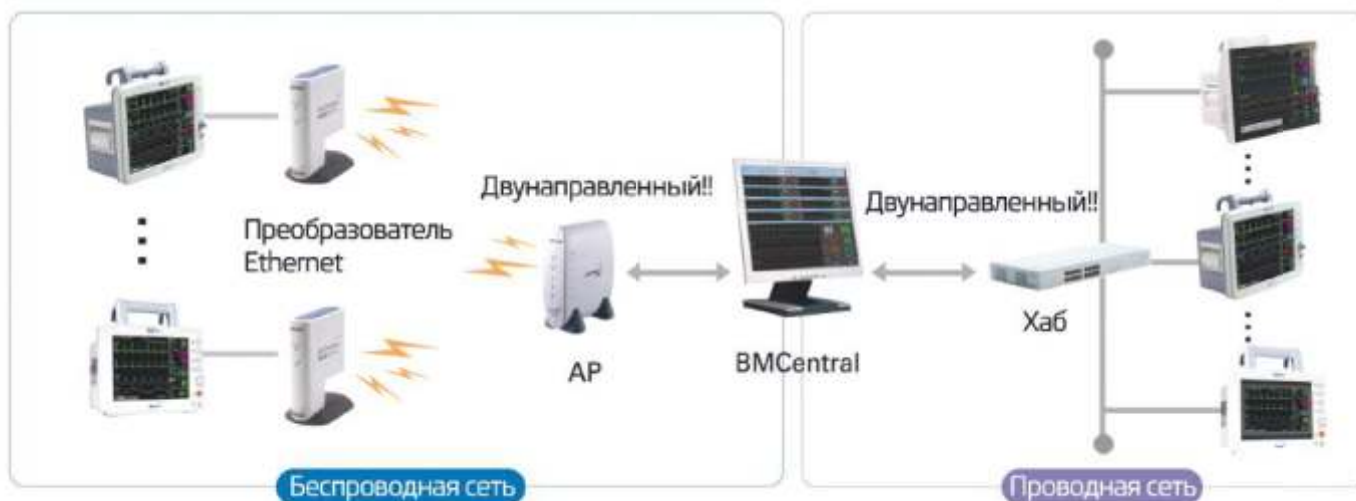 Двунаправленный!!
Двунаправленный!!
Преобразователь
Ethernet
AP
BMCentral
Хаб
Беспроводная сеть
Проводная сеть